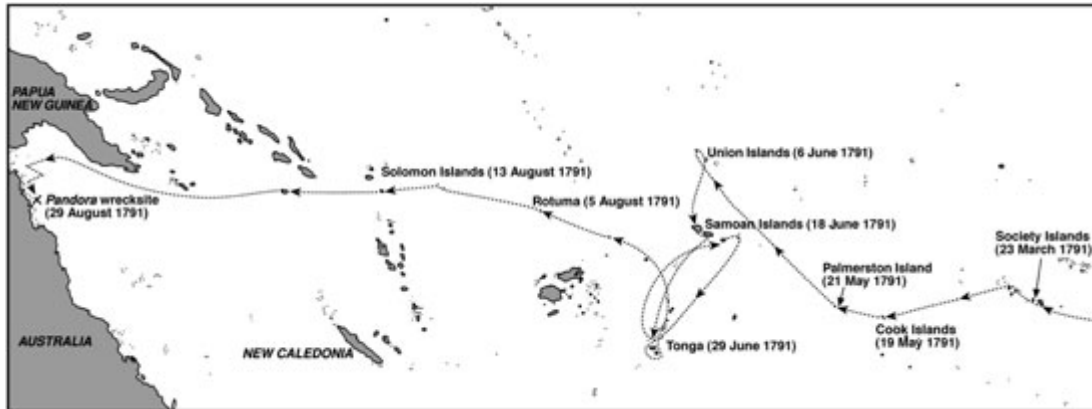 PAPUA
NEW GUINEA
Solomon Islands (13 August 1791)
Union Islands (6 June 1791)
Pandora wrecksite
(29 August 1791)
Rotuma (5 August 1791)
Samoan Islands (18 June 1791)
Society Islands
(23 March 1791)
Palmerston Island
(21 May 1791)
Cook Islands
(19 May 1791)
AUSTRALIA
NEW CALEDONIA
Tonga (29 June 1791)